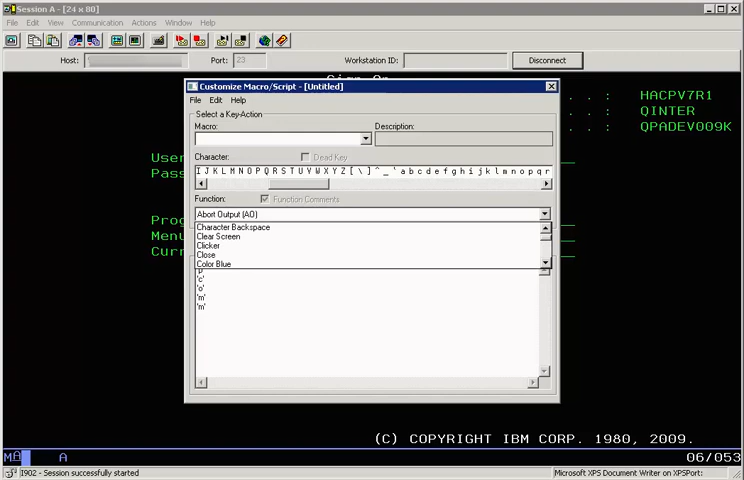 Session A - [24 x 80]
File Edit View Communication Actions Window Help
Host: Port: 23 Workstation ID: Disconnect
Sign On
. . : HACPV7R1
. . : QINTER
. . : QPADEV009K
User
Pass
Prog
Menu
Curr
Customize Macro/Script - [Untitled]
File Edit Help
Select a Key-Action
Macro: Description:
Character: Dead Key
I J K L M N O P Q R S T U V W X Y Z [ \ ] ^ _ ` a b c d e f g h i j k l m n o p q r
Function: Function Comments
Abort Output (AO)
Character Backspace
Clear Screen
Clicker
Close
Color Blue
'p'
'c'
'o'
'm'
'm'
(C) COPYRIGHT IBM CORP. 1980, 2009.
MA A 06/053
I902 - Session successfully started Microsoft XPS Document Writer on XPSPort: